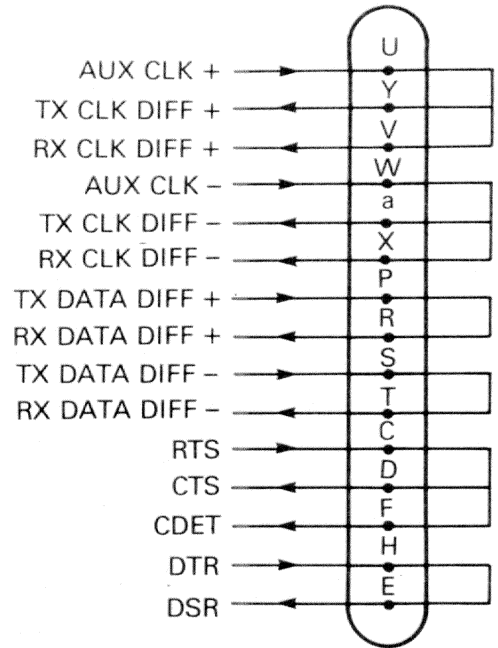 U
AUX CLK +
Y
TX CLK DIFF +
V
RX CLK DIFF +
W
AUX CLK –
a
TX CLK DIFF –
X
RX CLK DIFF –
P
TX DATA DIFF +
R
RX DATA DIFF +
S
TX DATA DIFF –
T
RX DATA DIFF –
C
RTS
D
CTS
F
CDET
H
DTR
E
DSR